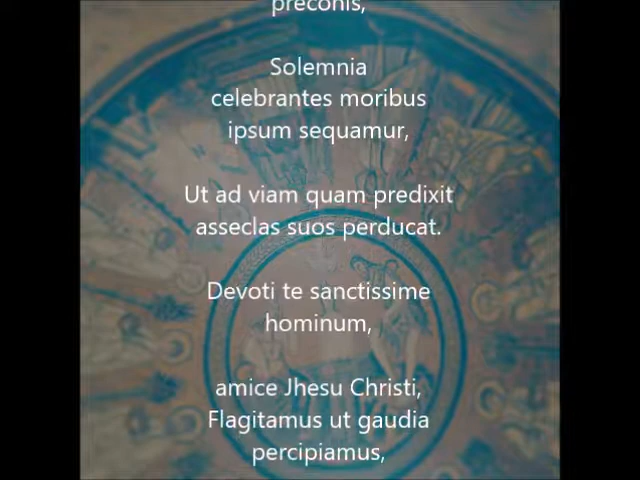 preconis,
Solemnia
celebrantes moribus
ipsum sequamur,
Ut ad viam quam predixit
asseclas suos perducat.
Devoti te sanctissime
hominum,
amice Jhesu Christi,
Flagitamus ut gaudia
percipiamus,